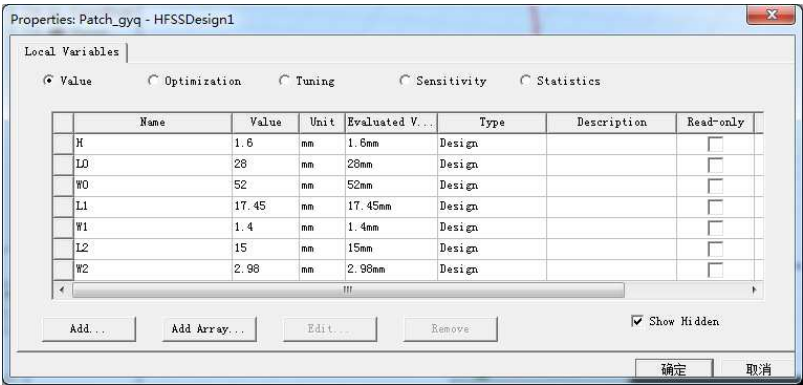 Properties: Patch_gyq - HFSSDesign1
Local Variables
Value Optimization Tuning Sensitivity Statistics
Name Value Unit Evaluated V... Type Description Read-only
H 1.6 mm 1.6mm Design
L0 28 mm 28mm Design
W0 52 mm 52mm Design
L1 17.45 mm 17.45mm Design
W1 1.4 mm 1.4mm Design
L2 15 mm 15mm Design
W2 2.98 mm 2.98mm Design
Show Hidden
Add... Add Array... Edit... Remove
确定 取消